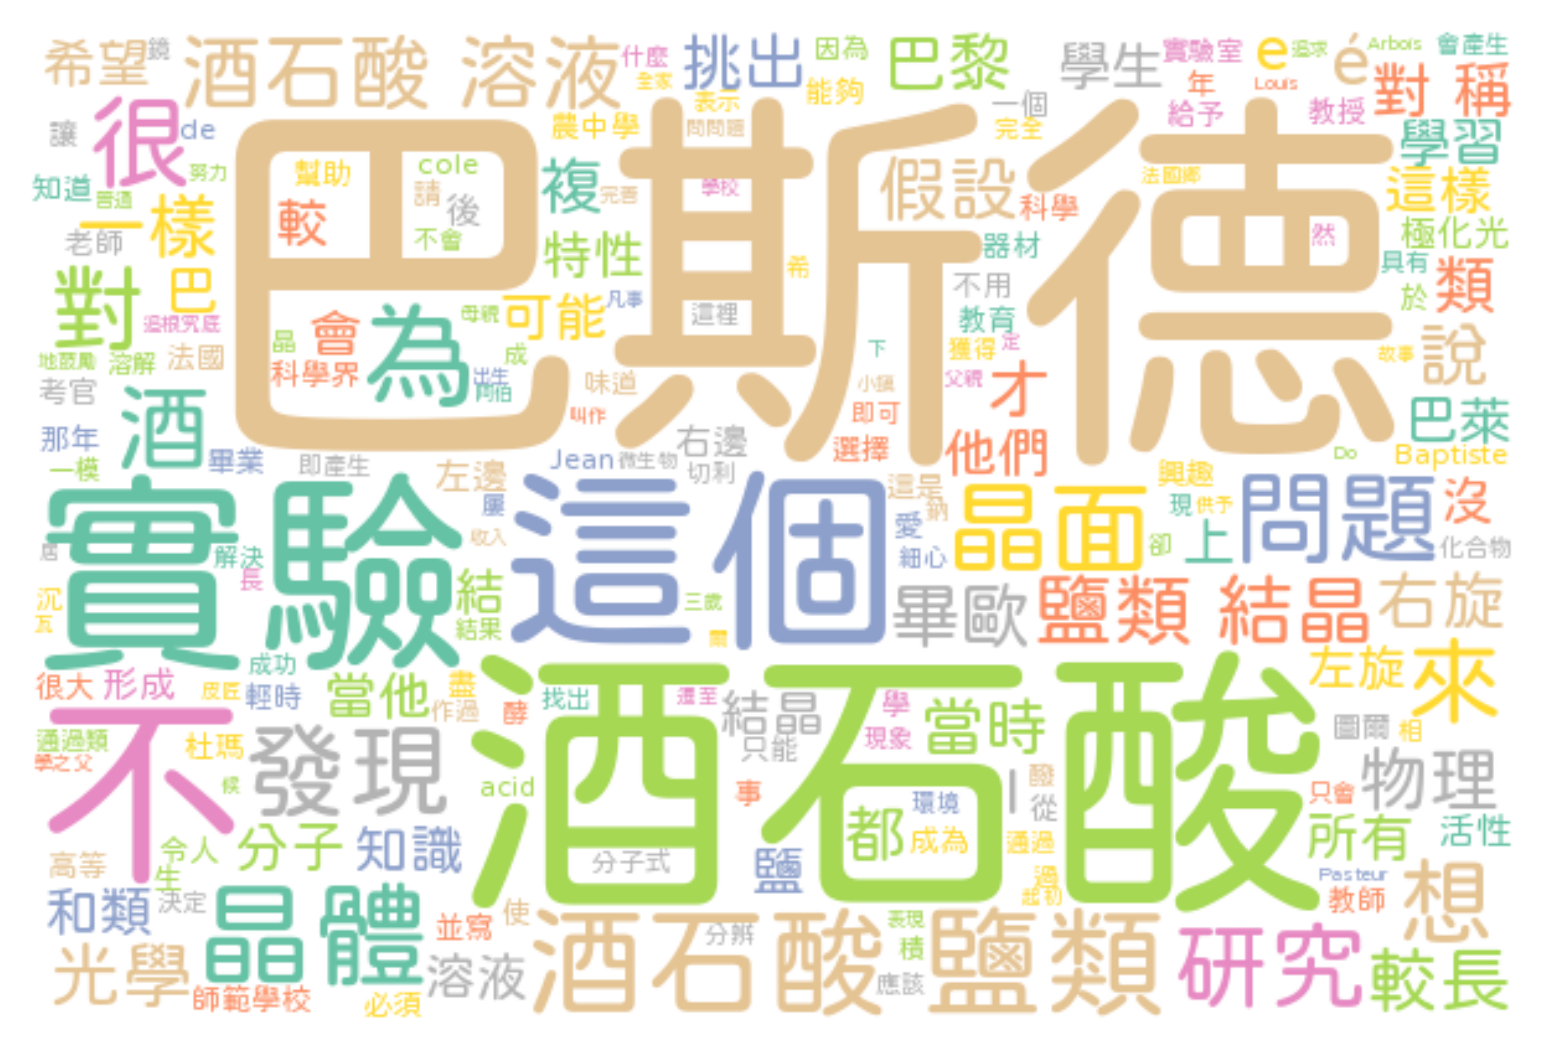 希望
鏡
酒石酸 溶液
什麼
全家
挑出
因為
巴黎
學生
實驗室
e
追求
Arbois
會產生
é
對 稱
年
Louis
表示
能夠
一個
給予
教授
讓
很
de
農中學
問問題
完全
學習
努力
巴斯德
幫助
cole
請
後
不會
較
複
完善
學校
假設
科學
法國鄉
這樣
知道
普通
一樣
老師
特性
器材
然
極化光
對
巴
希
不用
具有
類
追根究底
凡事
母親
可能
這裡
教育
於
晶
會
為
成
地鼓勵
溶解
法國
科學界
出生
阿伯
味道
下
獲得
定
故事
說
父親
小鎮
才
考官
酒
叫作
即可
巴萊
那年
右邊
選擇
他們
一模
畢業
即產生
左邊
Jean
微生物
切利
興趣
Do
Baptiste
實驗
屢
這個
這是
納
晶面
現
供予
問題
沒
居
解決
收入
愛
細心
卻
上
化合物
長
沉
瓦
結
結果
三歲
爾
畢歐
鹽類 結晶
右旋
很大
形成
成功
皮匠
輕時
當他
盡
作過
酵
找出
酒石酸
還至
結晶
只能
學
現象
當時
左旋
來
不
通過類
學之父
杜瑪
發現
候
acid
事
醱
從
圖爾
相
物理
環境
都
成為
通過
只會
所有
活性
令人
生
分子
知識
分子式
鹽
過
起初
Pasteur
教師
想
高等
和類
決定
晶體
並寫
使
酒石酸 鹽類
分辨
表現
積
應該
光學
師範學校
必須
溶液
研究
較長